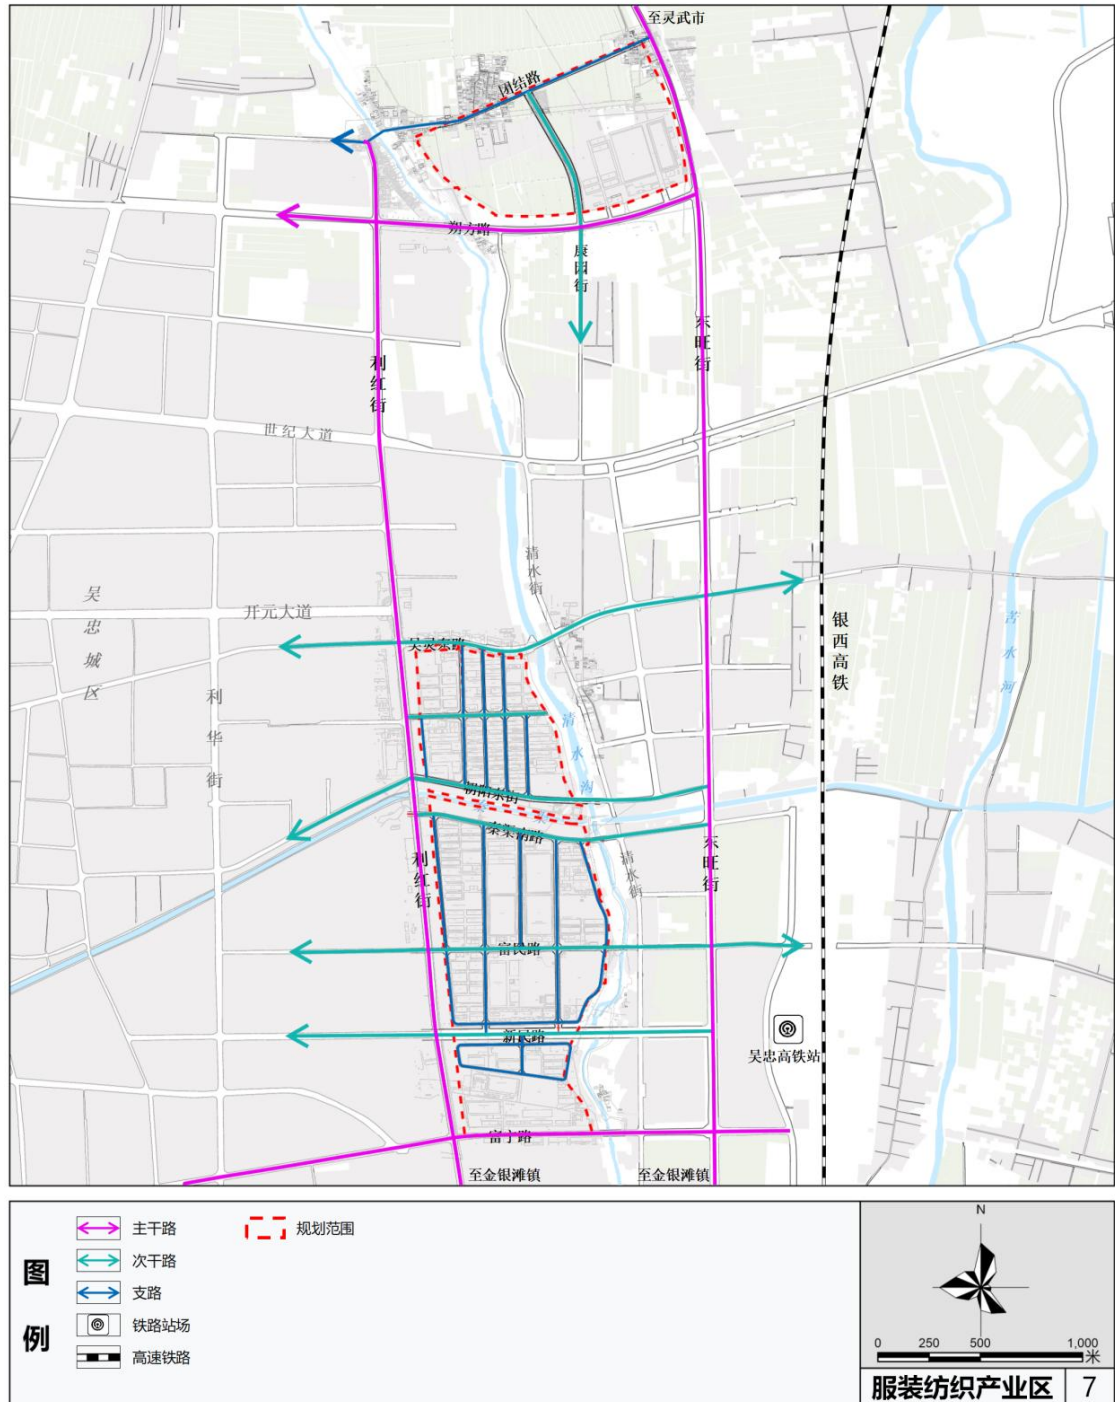 至灵武市
团结路
朔方路
康园街
东旺街
利红街
世纪大道
清水街
吴忠城区
开元大道
吴灵东路
银西高铁
苦水河
利华街
清水沟
朝阳东街
秦渠
秦渠南路
利红街
东旺街
清水街
富民路
新民路
吴忠高铁站
富宁路
至金银滩镇
至金银滩镇
图例
主干路
规划范围
次干路
支路
铁路站场
高速铁路
N
0 250 500 1,000
米
服装纺织产业区 7